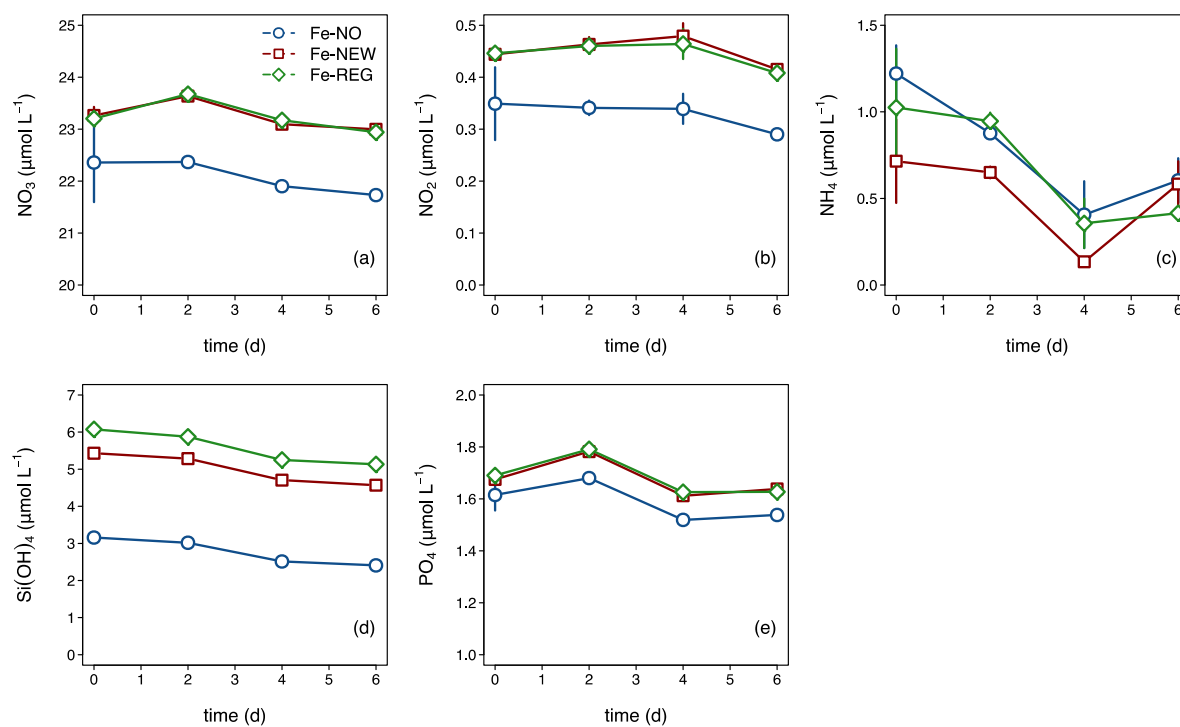 25
24
23
22
21
20
NO₃ (µmol L⁻¹)
Fe-NO
Fe-NEW
Fe-REG
(a)
0 1 2 3 4 5 6
time (d)
0.5
0.4
0.3
0.2
0.1
0.0
NO₂ (µmol L⁻¹)
(b)
0 1 2 3 4 5 6
time (d)
1.5
1.0
0.5
0.0
NH₄ (µmol L⁻¹)
(c)
0 1 2 3 4 5 6
time (d)
7
6
5
4
3
2
1
0
Si(OH)₄ (µmol L⁻¹)
(d)
0 1 2 3 4 5 6
time (d)
2.0
1.8
1.6
1.4
1.2
1.0
PO₄ (µmol L⁻¹)
(e)
0 1 2 3 4 5 6
time (d)